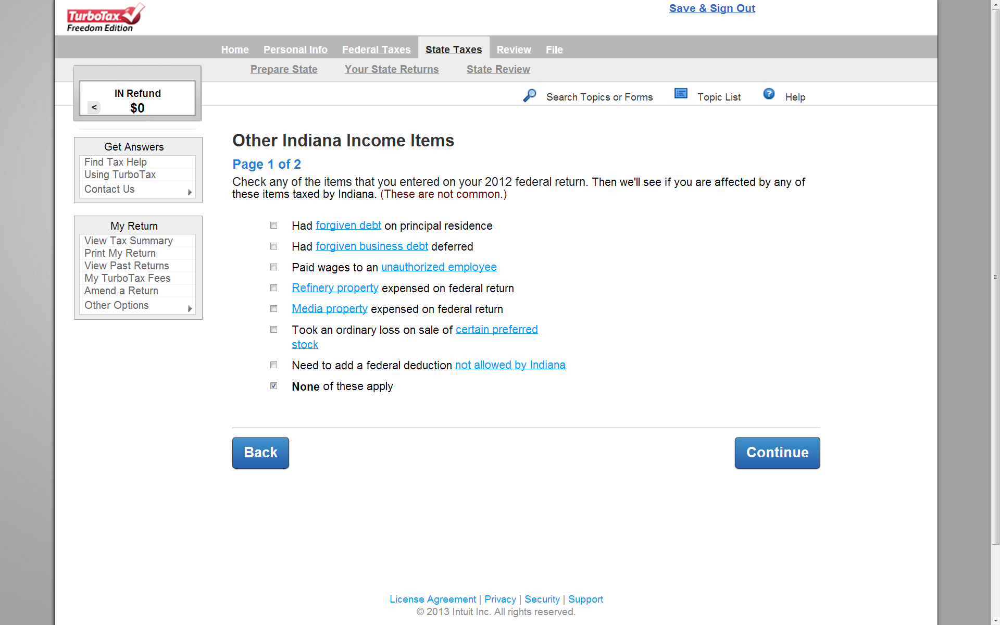 TurboTax
Freedom Edition
Save & Sign Out
Home Personal Info Federal Taxes State Taxes Review File
Prepare State Your State Returns State Review
IN Refund
< $0
Search Topics or Forms Topic List ? Help
Get Answers
Find Tax Help
Using TurboTax
Contact Us
My Return
View Tax Summary
Print My Return
View Past Returns
My TurboTax Fees
Amend a Return
Other Options
Other Indiana Income Items
Page 1 of 2
Check any of the items that you entered on your 2012 federal return. Then we'll see if you are affected by any of
these items taxed by Indiana. (These are not common.)
Had forgiven debt on principal residence
Had forgiven business debt deferred
Paid wages to an unauthorized employee
Refinery property expensed on federal return
Media property expensed on federal return
Took an ordinary loss on sale of certain preferred
stock
Need to add a federal deduction not allowed by Indiana
None of these apply
Back Continue
License Agreement | Privacy | Security | Support
© 2013 Intuit Inc. All rights reserved.